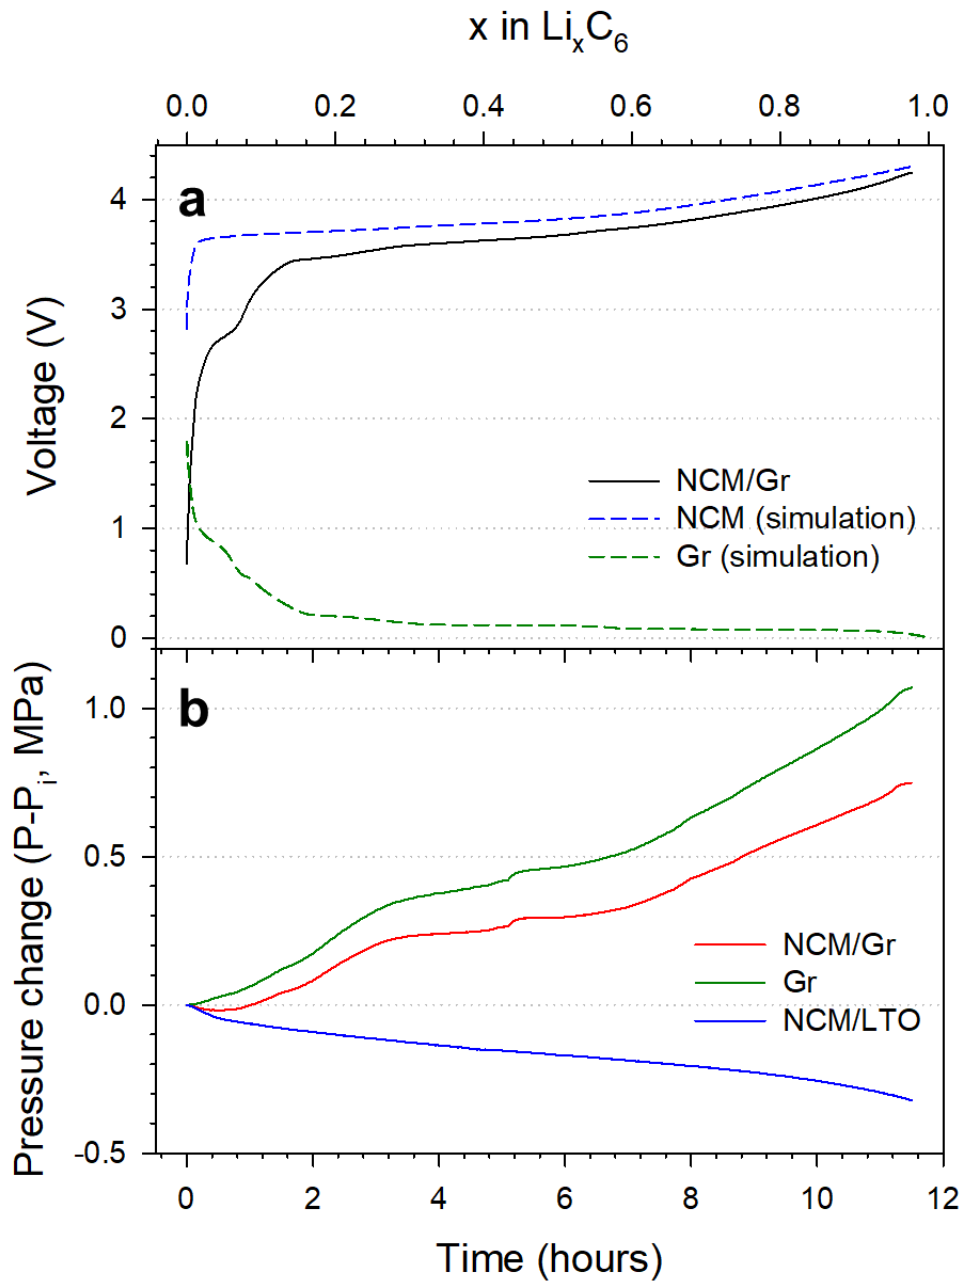 x in LixC6
0.0 0.2 0.4 0.6 0.8 1.0
a
4
3
2
1
0
Voltage (V)
NCM/Gr
NCM (simulation)
Gr (simulation)
b
1.0
0.5
0.0
-0.5
Pressure change (P-Pi, MPa)
NCM/Gr
Gr
NCM/LTO
0 2 4 6 8 10 12
Time (hours)